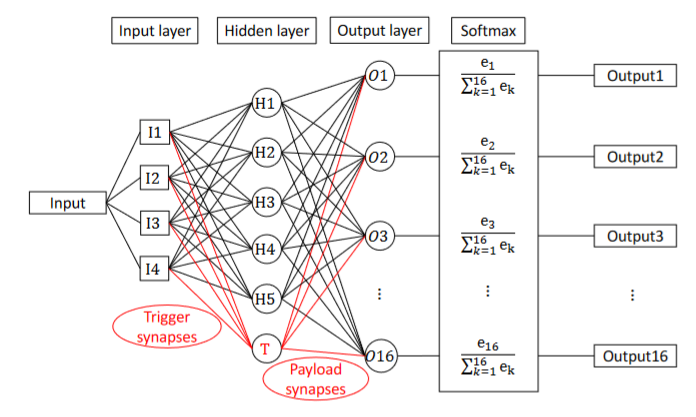 Input layer
Hidden layer
Output layer
Softmax
I1
I2
I3
I4
Input
H1
H2
H3
H4
H5
T
Trigger
synapses
Payload
synapses
O1
O2
O3
⋮
O16
e₁
∑¹⁶ₖ₌₁ eₖ
e₂
∑¹⁶ₖ₌₁ eₖ
e₃
∑¹⁶ₖ₌₁ eₖ
⋮
e₁₆
∑¹⁶ₖ₌₁ eₖ
Output1
Output2
Output3
⋮
Output16